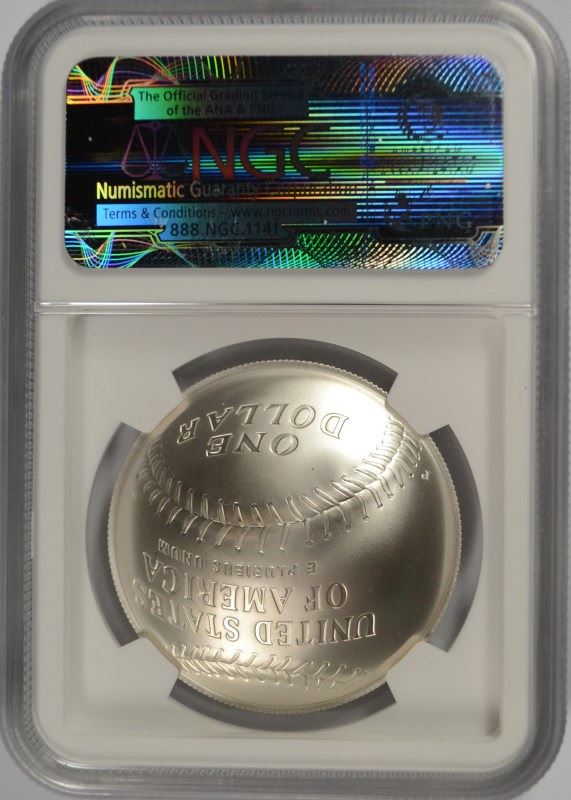 The Official Grading Service
of the ANA & PNG
NGC
Numismatic Guaranty Corporation
Terms & Conditions – www.ngcterms.com
888.NGC.1141
PNG
UNITED STATES
OF AMERICA
E PLURIBUS UNUM
ONE
DOLLAR
P